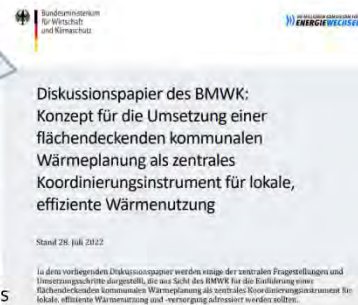 Bundesministerium
für Wirtschaft
und Klimaschutz
ENERGIEWECHSEL
Diskussionspapier des BMWK:
Konzept für die Umsetzung einer
flächendeckenden kommunalen
Wärmeplanung als zentrales
Koordinierungsinstrument für lokale,
effiziente Wärmenutzung
Stand 28. Juli 2022
In dem vorliegenden Diskussionspapier werden einige der zentralen Fragestellungen und
Umsetzungsschritte dargestellt, die aus Sicht des BMWK für die Einführung einer
flächendeckenden kommunalen Wärmeplanung als zentrales Koordinierungsinstrument für
lokale, effiziente Wärmenutzung und -versorgung adressiert werden sollten.
s